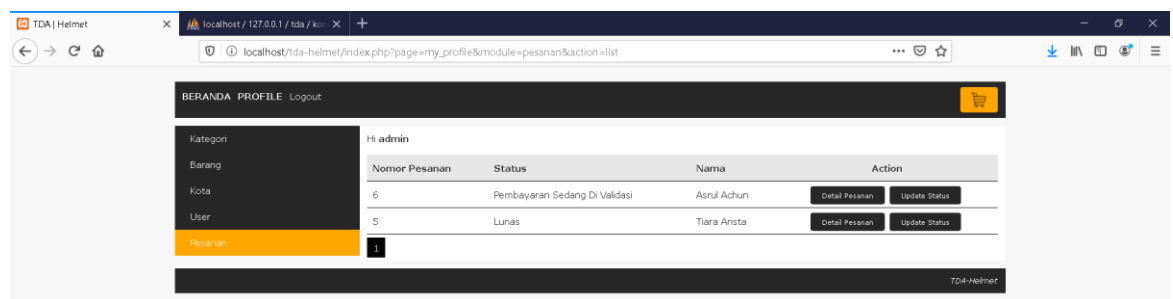 TDA | Helmet
localhost / 127.0.0.1 / tda / kon
localhost/tda-helmet/index.php?page=my_profile&module=pesanan&action=list
BERANDA PROFILE Logout
Kategori
Barang
Kota
User
Pesanan
Hi admin
Nomor Pesanan Status Nama Action
6 Pembayaran Sedang Di Validasi Asrul Achun Detail Pesanan Update Status
5 Lunas Tiara Arista Detail Pesanan Update Status
1
TDA-Helmet